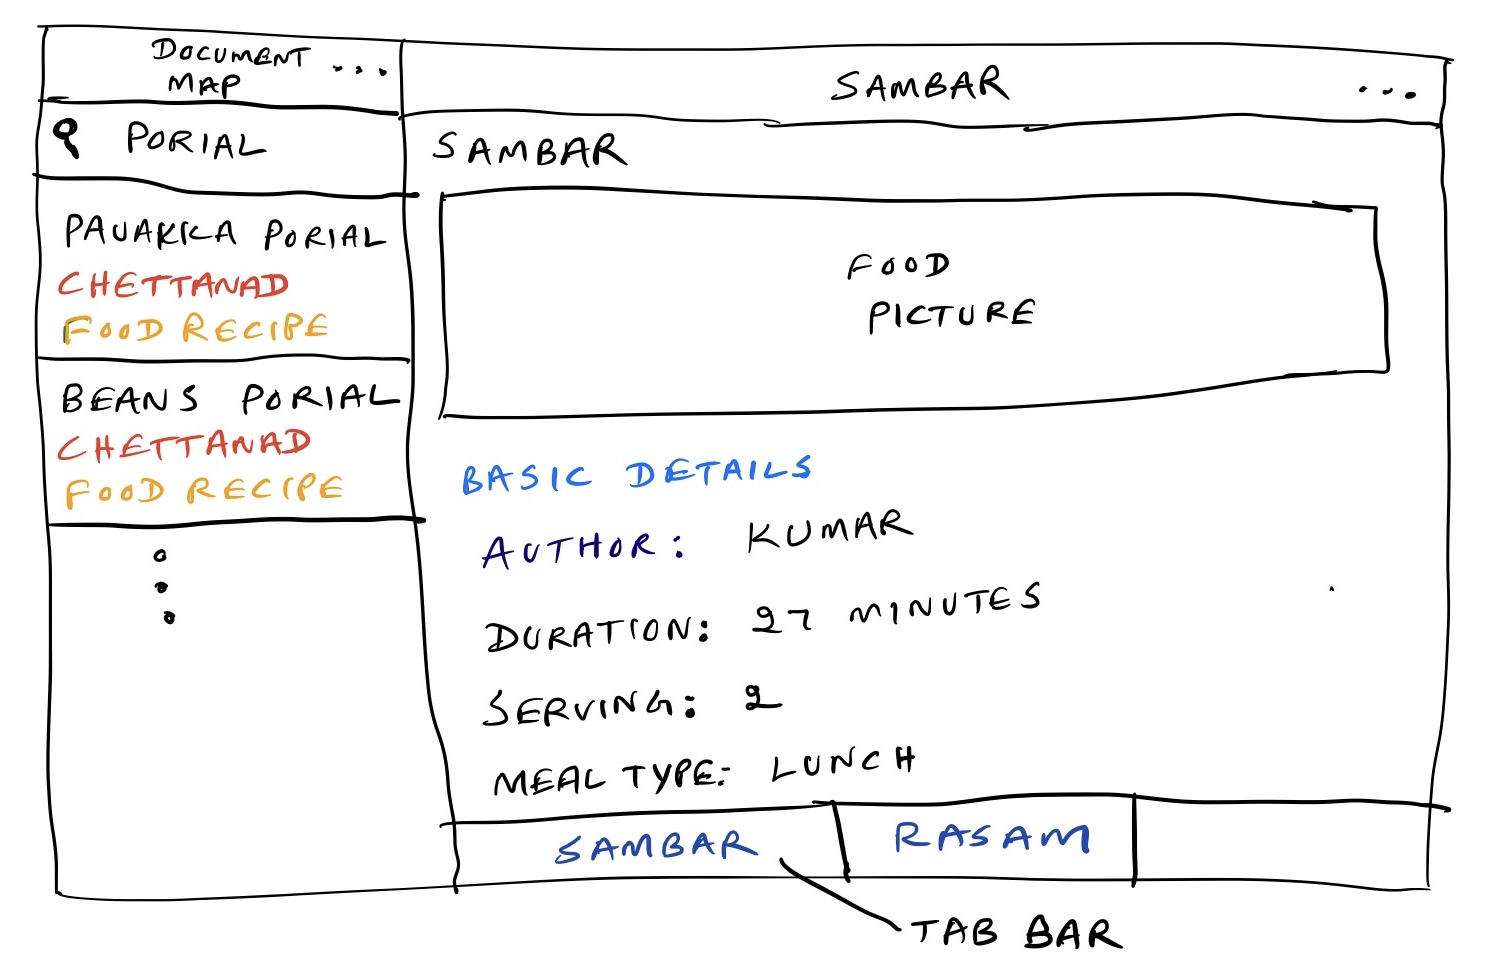 DOCUMENT
MAP
...
PORIAL
PAVAKKA PORIAL
CHETTANAD
FOOD RECIPE
BEANS PORIAL
CHETTANAD
FOOD RECIPE
SAMBAR
...
SAMBAR
FOOD
PICTURE
BASIC DETAILS
AUTHOR: KUMAR
DURATION: 27 MINUTES
SERVING: 2
MEAL TYPE: LUNCH
SAMBAR
RASAM
TAB BAR